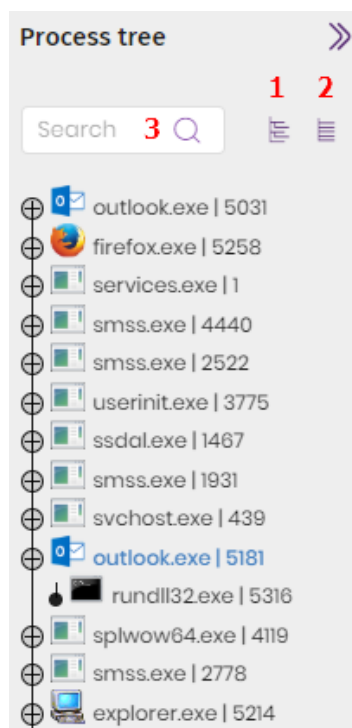 Process tree
1 2
Search 3
outlook.exe | 5031
firefox.exe | 5258
services.exe | 1
smss.exe | 4440
smss.exe | 2522
userinit.exe | 3775
ssdal.exe | 1467
smss.exe | 1931
svchost.exe | 439
outlook.exe | 5181
rundll32.exe | 5316
splwow64.exe | 4119
smss.exe | 2778
explorer.exe | 5214